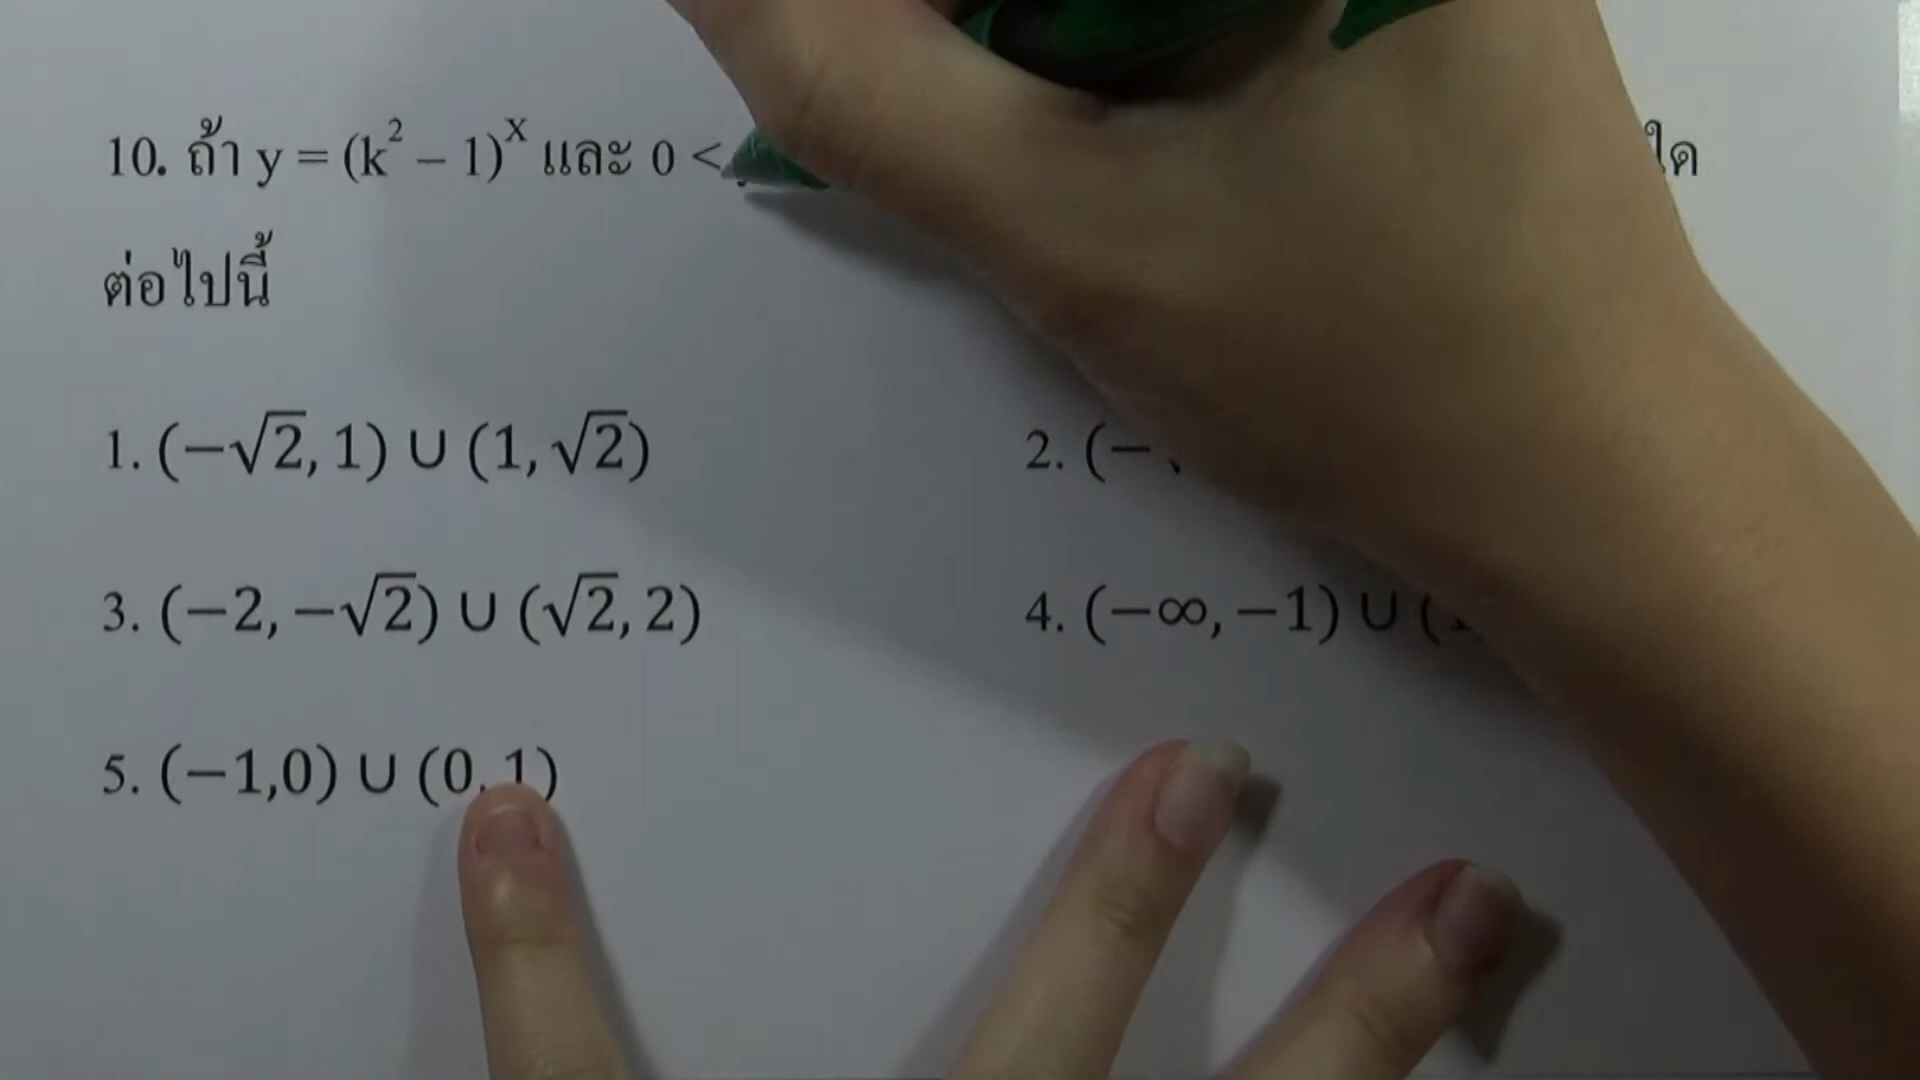 10. ถ้า y = (k² – 1)ˣ และ 0 < ใด
ต่อไปนี้
1. (−√2, 1) ∪ (1, √2)
2. (−
3. (−2, −√2) ∪ (√2, 2)
4. (−∞, −1) ∪ (
5. (−1,0) ∪ (0, 1)